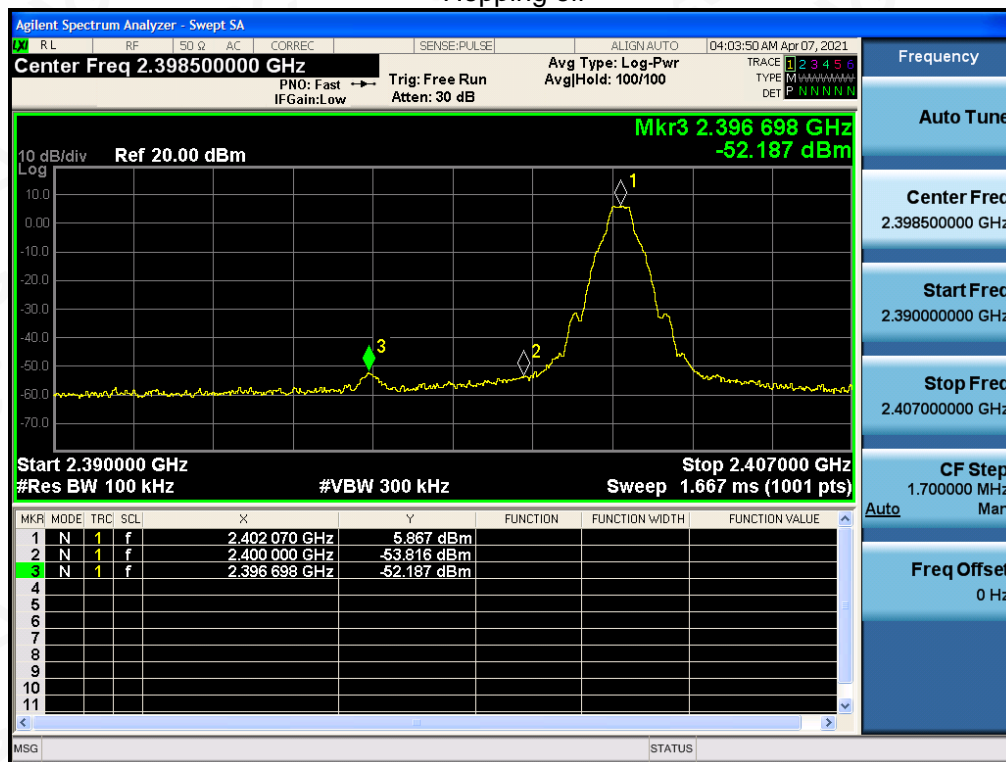 Agilent Spectrum Analyzer - Swept SA
LXI RL RF 50 Ω AC CORREC SENSE:PULSE ALIGN AUTO 04:03:50 AM Apr 07, 2021
Center Freq 2.398500000 GHz
PNO: Fast
IFGain:Low
Trig: Free Run
Atten: 30 dB
Avg Type: Log-Pwr
Avg|Hold: 100/100
TRACE 1 2 3 4 5 6
TYPE M WWWWW
DET P N N N N N
Mkr3 2.396 698 GHz
-52.187 dBm
10 dB/div Ref 20.00 dBm
Log
10.0
0.00
-10.0
-20.0
-30.0
-40.0
-50.0
-60.0
-70.0
1
2
3
Start 2.390000 GHz Stop 2.407000 GHz
#Res BW 100 kHz #VBW 300 kHz Sweep 1.667 ms (1001 pts)
MKR MODE TRC SCL X Y FUNCTION FUNCTION WIDTH FUNCTION VALUE
1 N 1 f 2.402 070 GHz 5.867 dBm
2 N 1 f 2.400 000 GHz -53.816 dBm
3 N 1 f 2.396 698 GHz -52.187 dBm
4
5
6
7
8
9
10
11
MSG STATUS
Frequency
Auto Tune
Center Freq
2.398500000 GHz
Start Freq
2.390000000 GHz
Stop Freq
2.407000000 GHz
CF Step
1.700000 MHz
Auto Man
Freq Offset
0 Hz